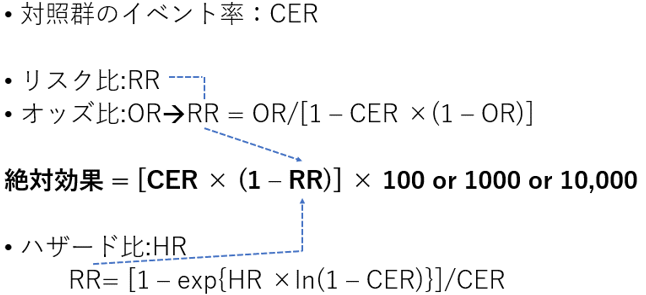 • 対照群のイベント率：CER
• リスク比:RR
• オッズ比:OR→RR = OR/[1 – CER ×(1 – OR)]
絶対効果 = [CER × (1 – RR)] × 100 or 1000 or 10,000
• ハザード比:HR
RR= [1 – exp{HR ×ln(1 – CER)}]/CER